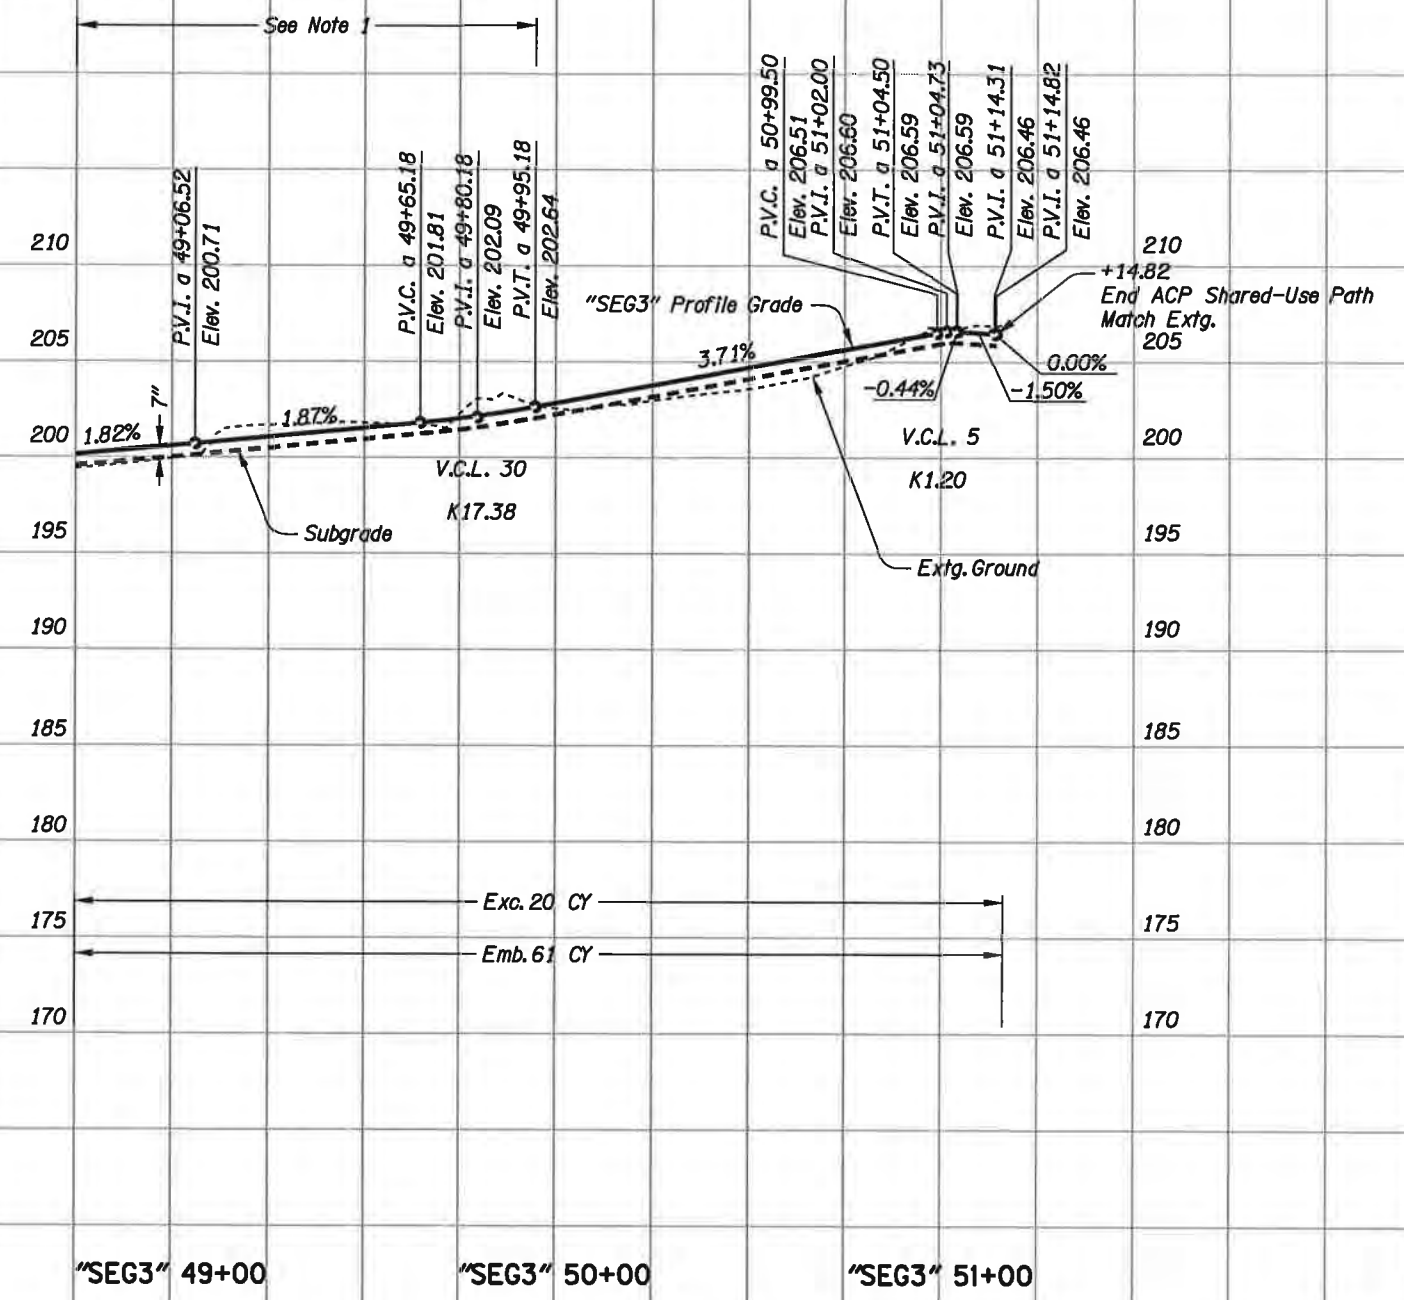 See Note 1
P.V.I. a 49+06.52
Elev. 200.71
P.V.C. a 49+65.18
Elev. 201.81
P.V.I. a 49+80.18
Elev. 202.09
P.V.T. a 49+95.18
Elev. 202.64
P.V.C. a 50+99.50
Elev. 206.51
P.V.I. a 51+02.00
Elev. 206.60
P.V.T. a 51+04.50
Elev. 206.59
P.V.I. a 51+04.73
Elev. 206.59
P.V.I. a 51+14.31
Elev. 206.46
P.V.I. a 51+14.82
Elev. 206.46
210
210
+14.82
End ACP Shared-Use Path
Match Extg.
"SEG3" Profile Grade
205
205
3.71%
0.00%
-0.44%
-1.50%
7"
1.82%
1.87%
200
200
V.C.L. 30
K17.38
V.C.L. 5
K1.20
Subgrade
195
195
Extg. Ground
190
190
185
185
180
180
Exc. 20 CY
175
175
Emb. 61 CY
170
170
"SEG3" 49+00
"SEG3" 50+00
"SEG3" 51+00